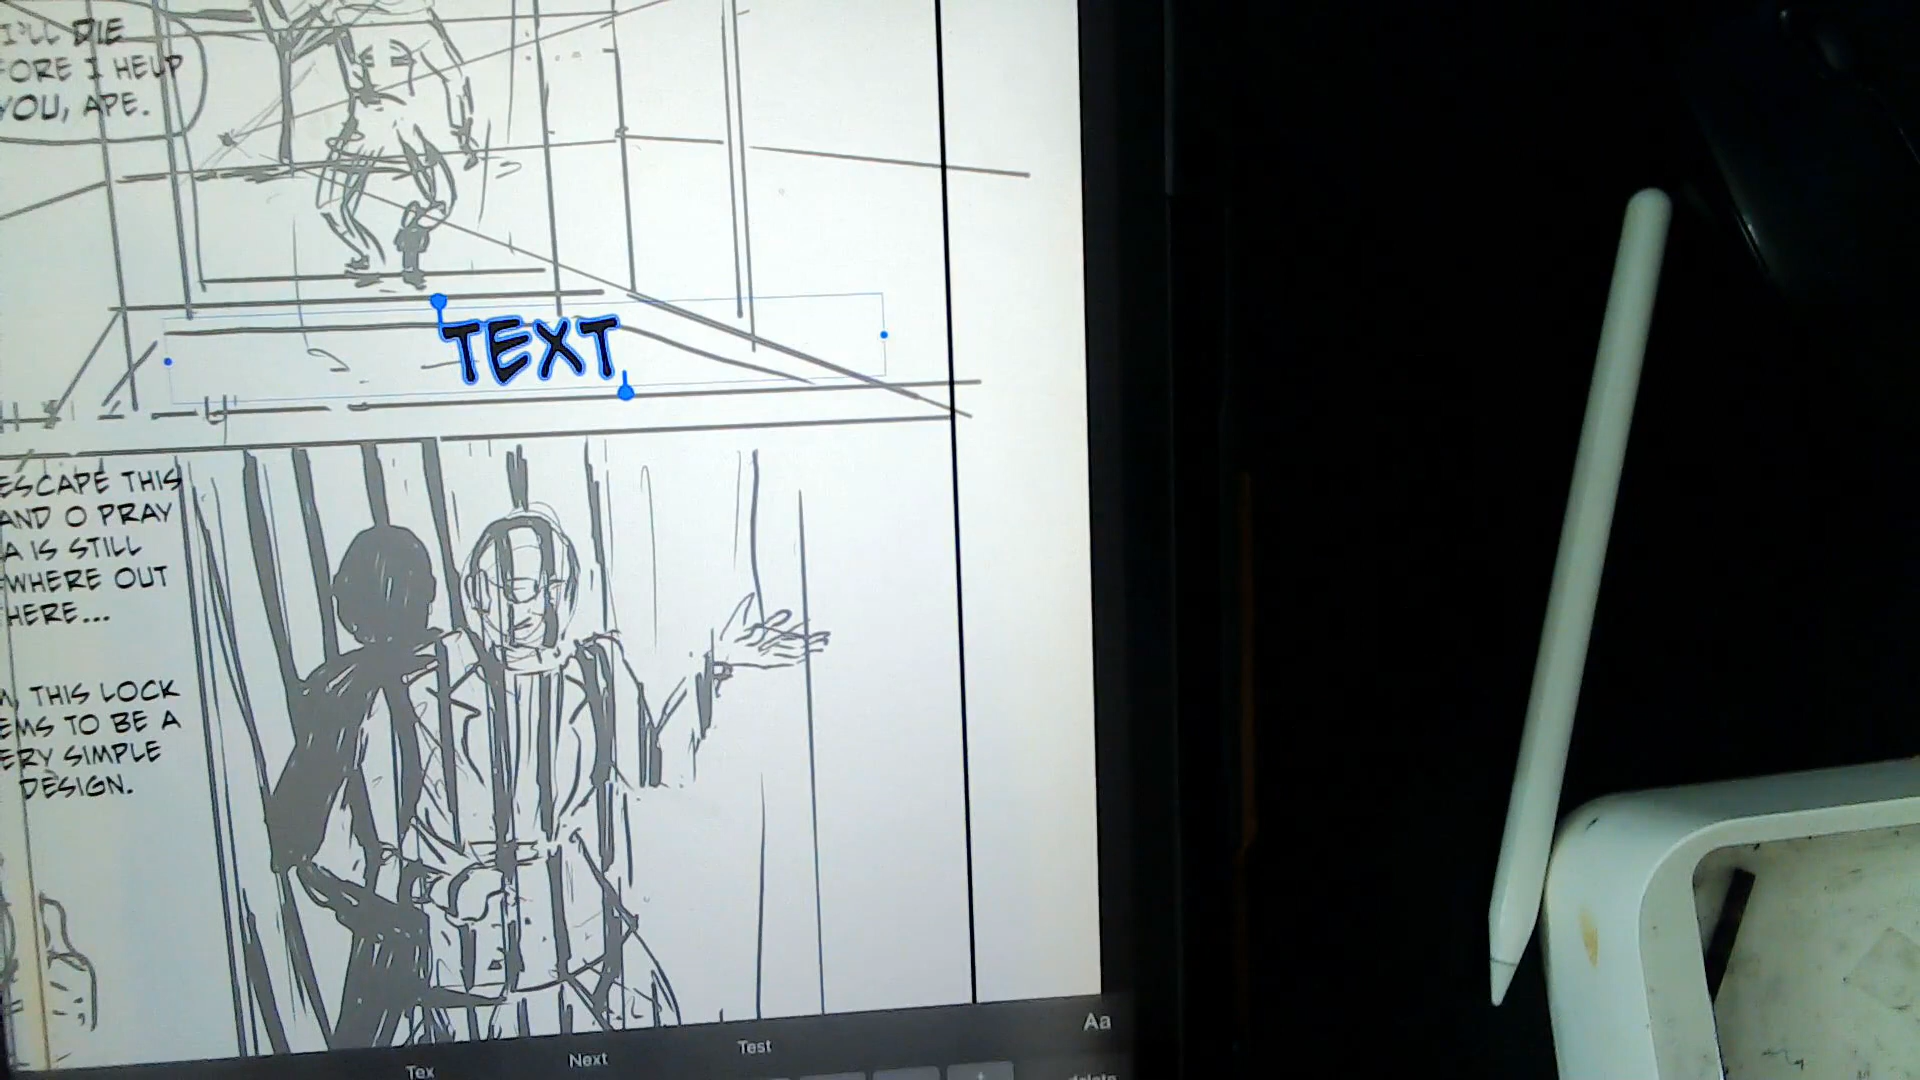 I'LL DIE
FORE I HELP
YOU, APE.
TEXT
ESCAPE THIS
AND O PRAY
A IS STILL
WHERE OUT
HERE...
THIS LOCK
EMS TO BE A
ERY SIMPLE
DESIGN.
Aa
Tex
Next
Test